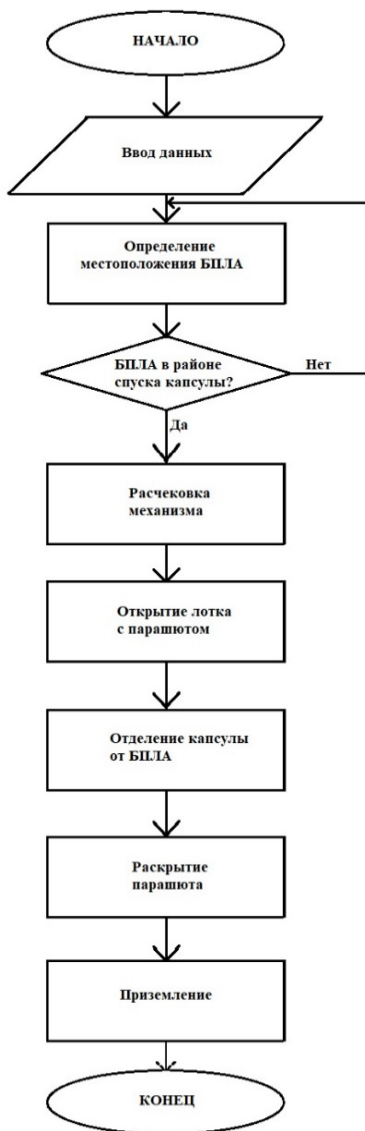 НАЧАЛО
Ввод данных
Определение
местоположения БПЛА
БПЛА в районе
спуска капсулы?
Нет
Да
Расчековка
механизма
Открытие лотка
с парашютом
Отделение капсулы
от БПЛА
Раскрытие
парашюта
Приземление
КОНЕЦ